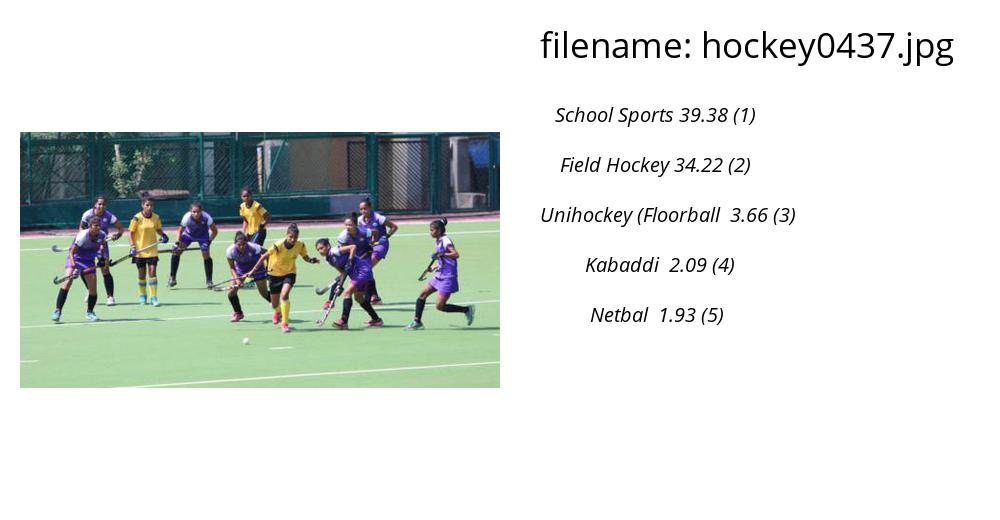 filename: hockey0437.jpg
School Sports 39.38 (1)
Field Hockey 34.22 (2)
Unihockey (Floorball  3.66 (3)
Kabaddi  2.09 (4)
Netbal  1.93 (5)